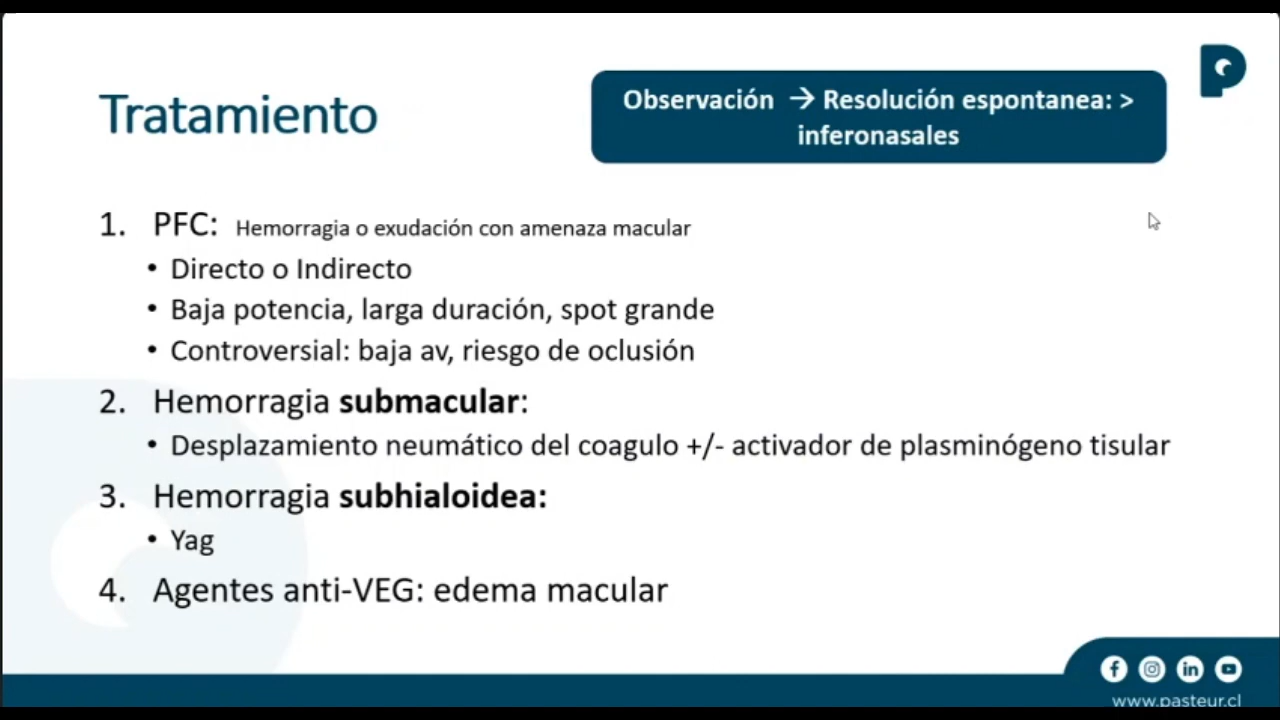 Tratamiento
Observación → Resolución espontanea: >
inferonasales
1. PFC: Hemorragia o exudación con amenaza macular
• Directo o Indirecto
• Baja potencia, larga duración, spot grande
• Controversial: baja av, riesgo de oclusión
2. Hemorragia submacular:
• Desplazamiento neumático del coagulo +/- activador de plasminógeno tisular
3. Hemorragia subhialoidea:
• Yag
4. Agentes anti-VEG: edema macular
www.pasteur.cl